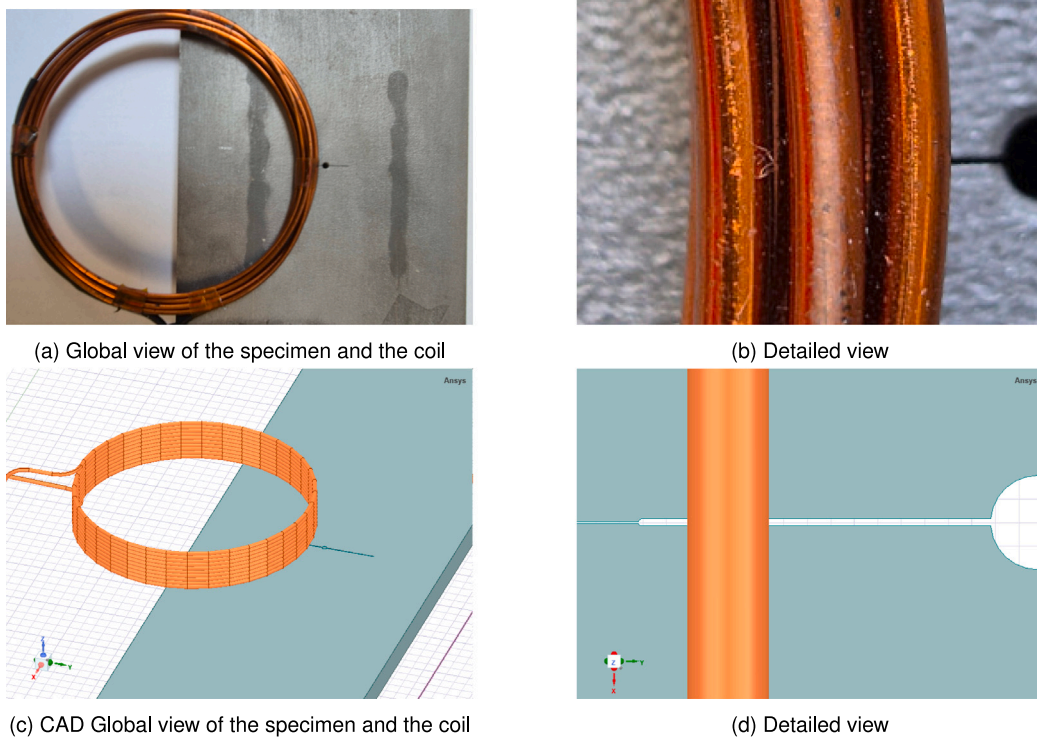 (a) Global view of the specimen and the coil
(b) Detailed view
Ansys
Z
Y
X
(c) CAD Global view of the specimen and the coil
Ansys
Z
Y
X
(d) Detailed view